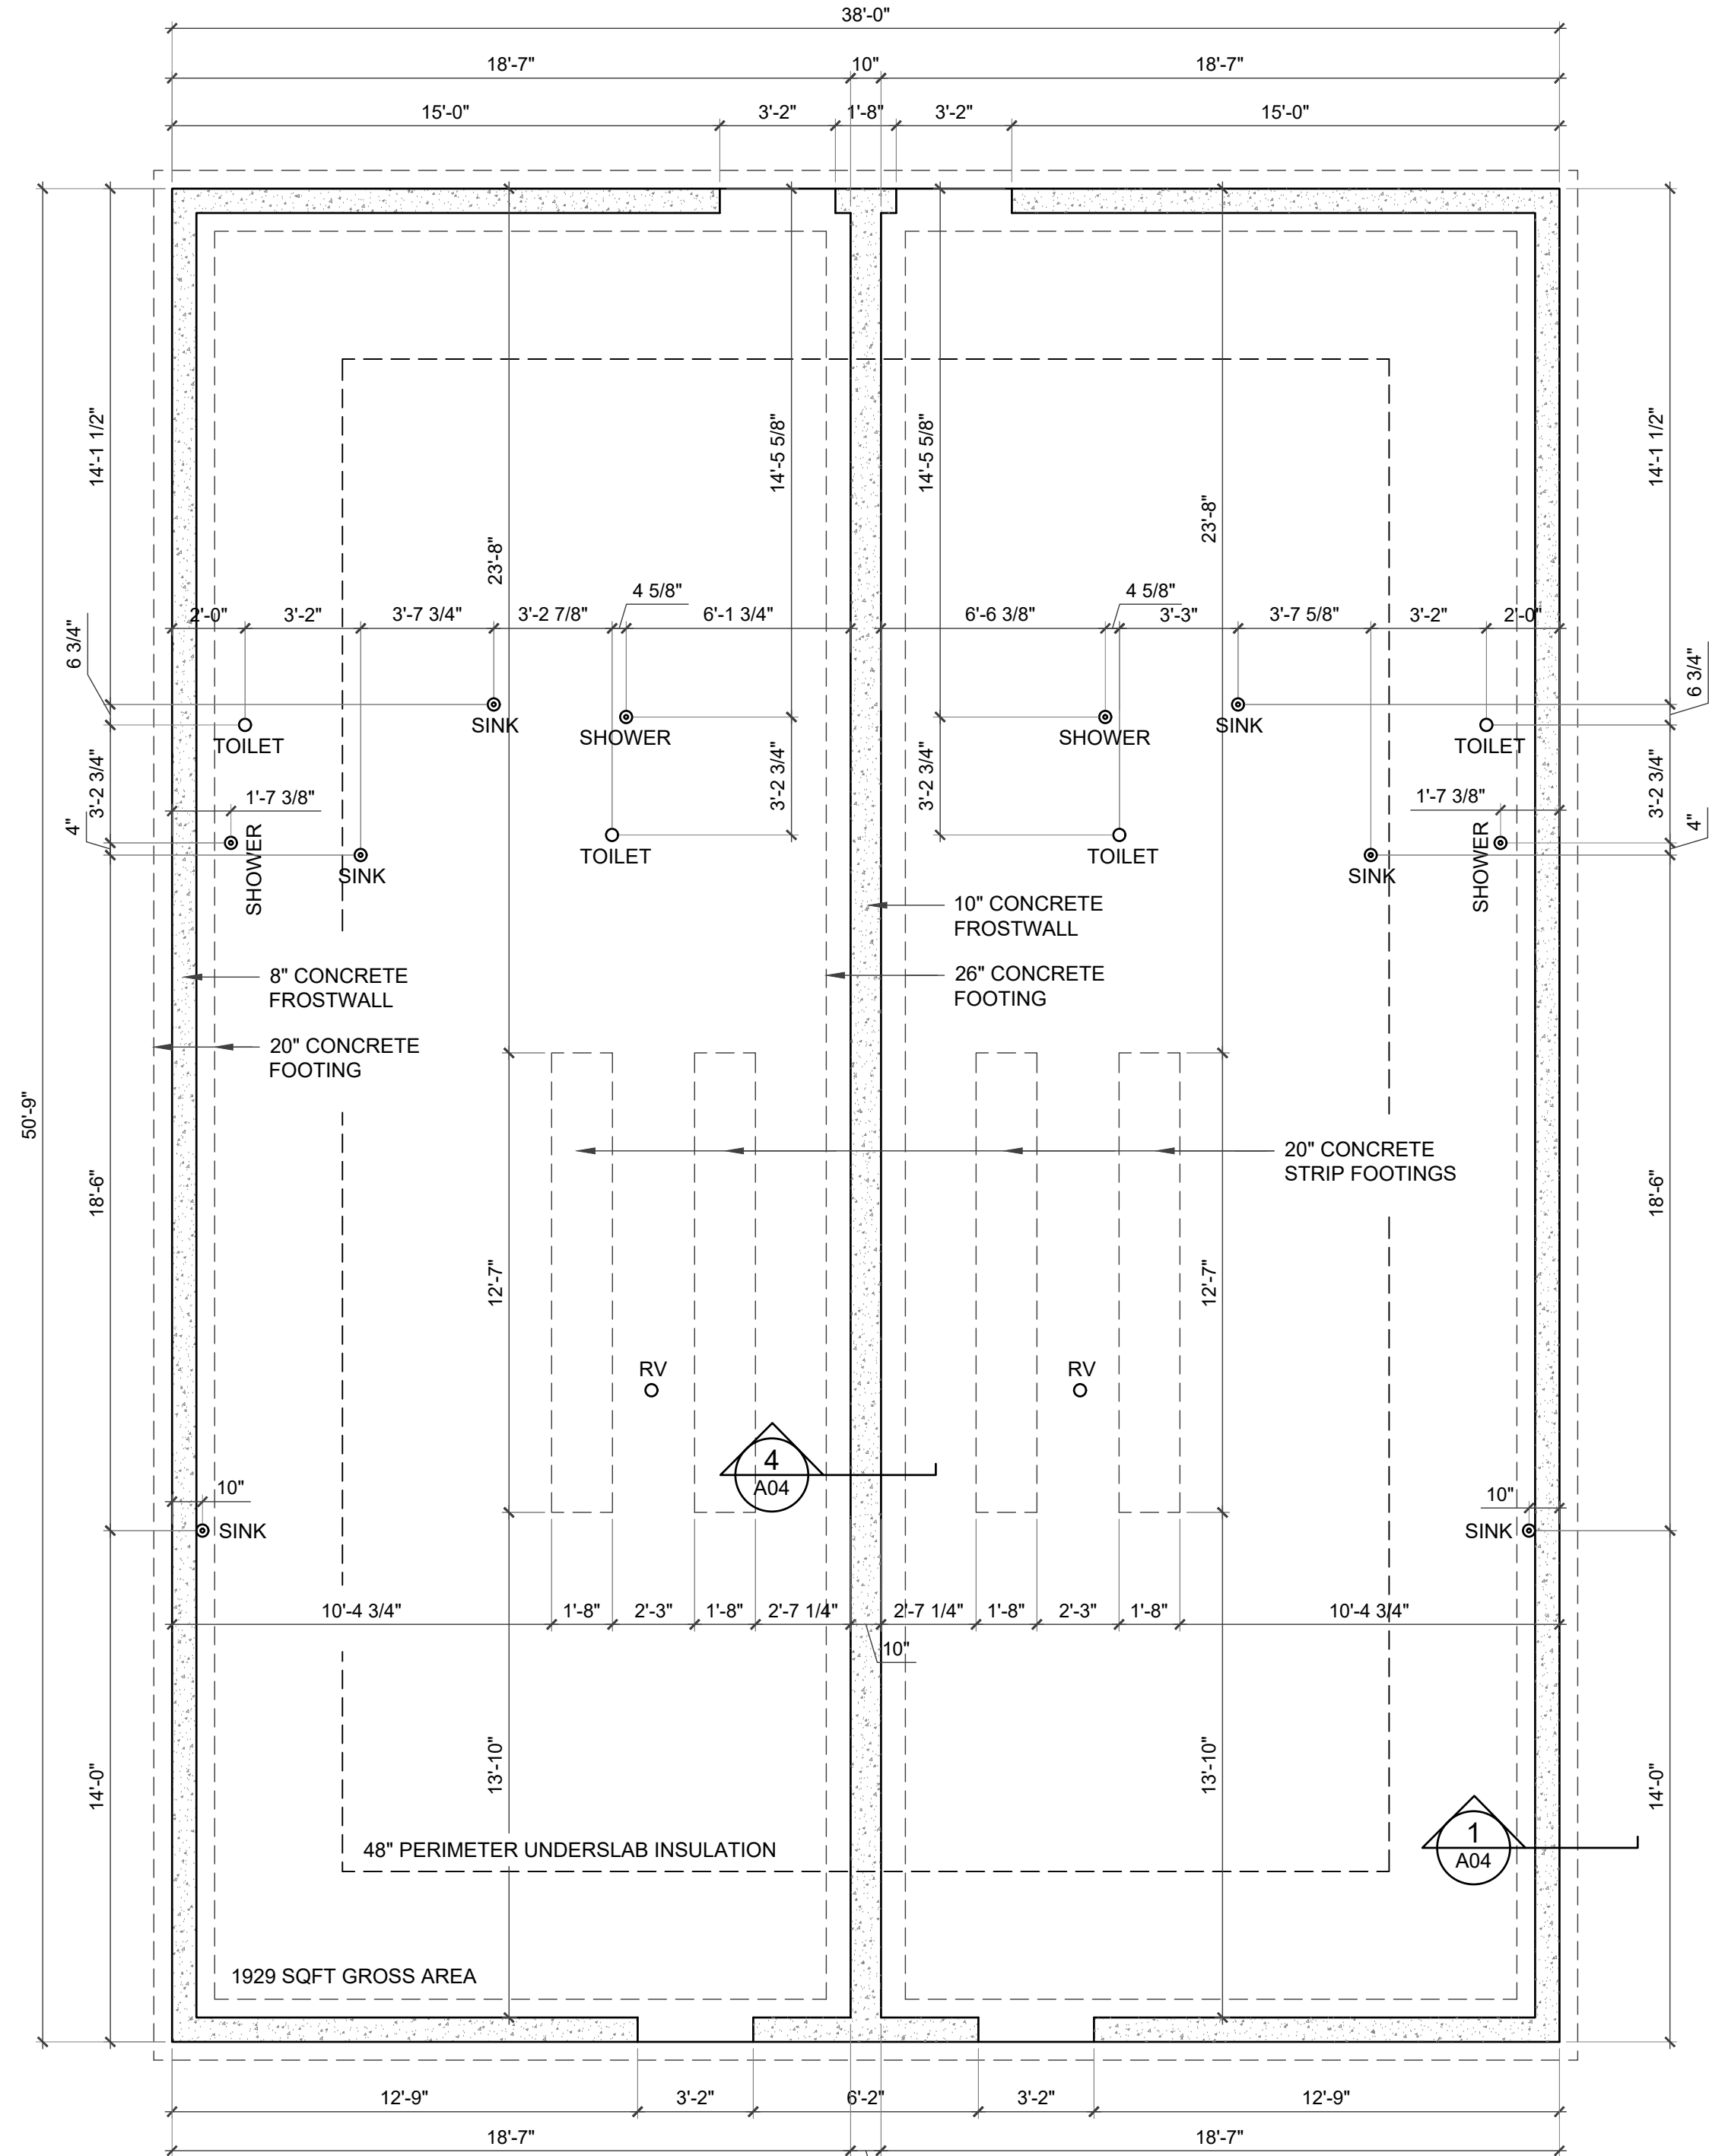 38'-0"
18'-7" 10" 18'-7"
15'-0" 3'-2" 1'-8" 3'-2" 15'-0"
14'-1 1/2" 14'-5 5/8" 14'-5 5/8" 14'-1 1/2"
23'-8" 23'-8"
4 5/8" 4 5/8"
2'-0" 3'-2" 3'-7 3/4" 3'-2 7/8" 6'-1 3/4" 6'-6 3/8" 3'-3" 3'-7 5/8" 3'-2" 2'-0"
6 3/4" 6 3/4"
SINK SINK
TOILET SHOWER SHOWER TOILET
3'-2 3/4" 3'-2 3/4" 3'-2 3/4" 3'-2 3/4"
1'-7 3/8" 1'-7 3/8"
4" 4"
SHOWER SINK TOILET TOILET SINK SHOWER
10" CONCRETE
FROSTWALL
8" CONCRETE
FROSTWALL
26" CONCRETE
FOOTING
20" CONCRETE
FOOTING
50'-9"
20" CONCRETE
STRIP FOOTINGS
18'-6" 18'-6"
12'-7" 12'-7"
RV RV
4
A04
10" 10"
SINK SINK
10'-4 3/4" 1'-8" 2'-3" 1'-8" 2'-7 1/4" 2'-7 1/4" 1'-8" 2'-3" 1'-8" 10'-4 3/4"
10"
14'-0" 13'-10" 13'-10" 14'-0"
1
A04
48" PERIMETER UNDERSLAB INSULATION
1929 SQFT GROSS AREA
12'-9" 3'-2" 6'-2" 3'-2" 12'-9"
18'-7" 18'-7"